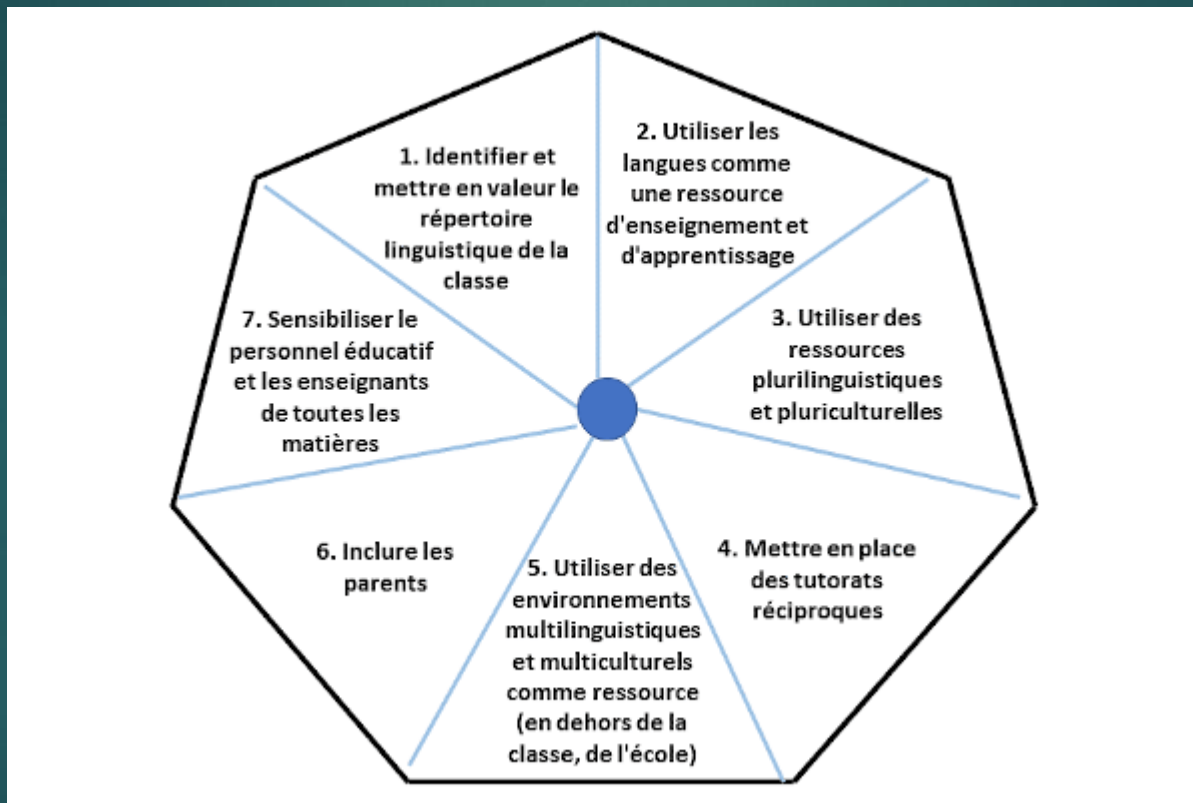 1. Identifier et
mettre en valeur le
répertoire
linguistique de la
classe
2. Utiliser les
langues comme
une ressource
d'enseignement et
d'apprentissage
3. Utiliser des
ressources
plurilinguistiques
et pluriculturelles
4. Mettre en place
des tutorats
réciproques
5. Utiliser des
environnements
multilinguistiques
et multiculturels
comme ressource
(en dehors de la
classe, de l'école)
6. Inclure les
parents
7. Sensibiliser le
personnel éducatif
et les enseignants
de toutes les
matières